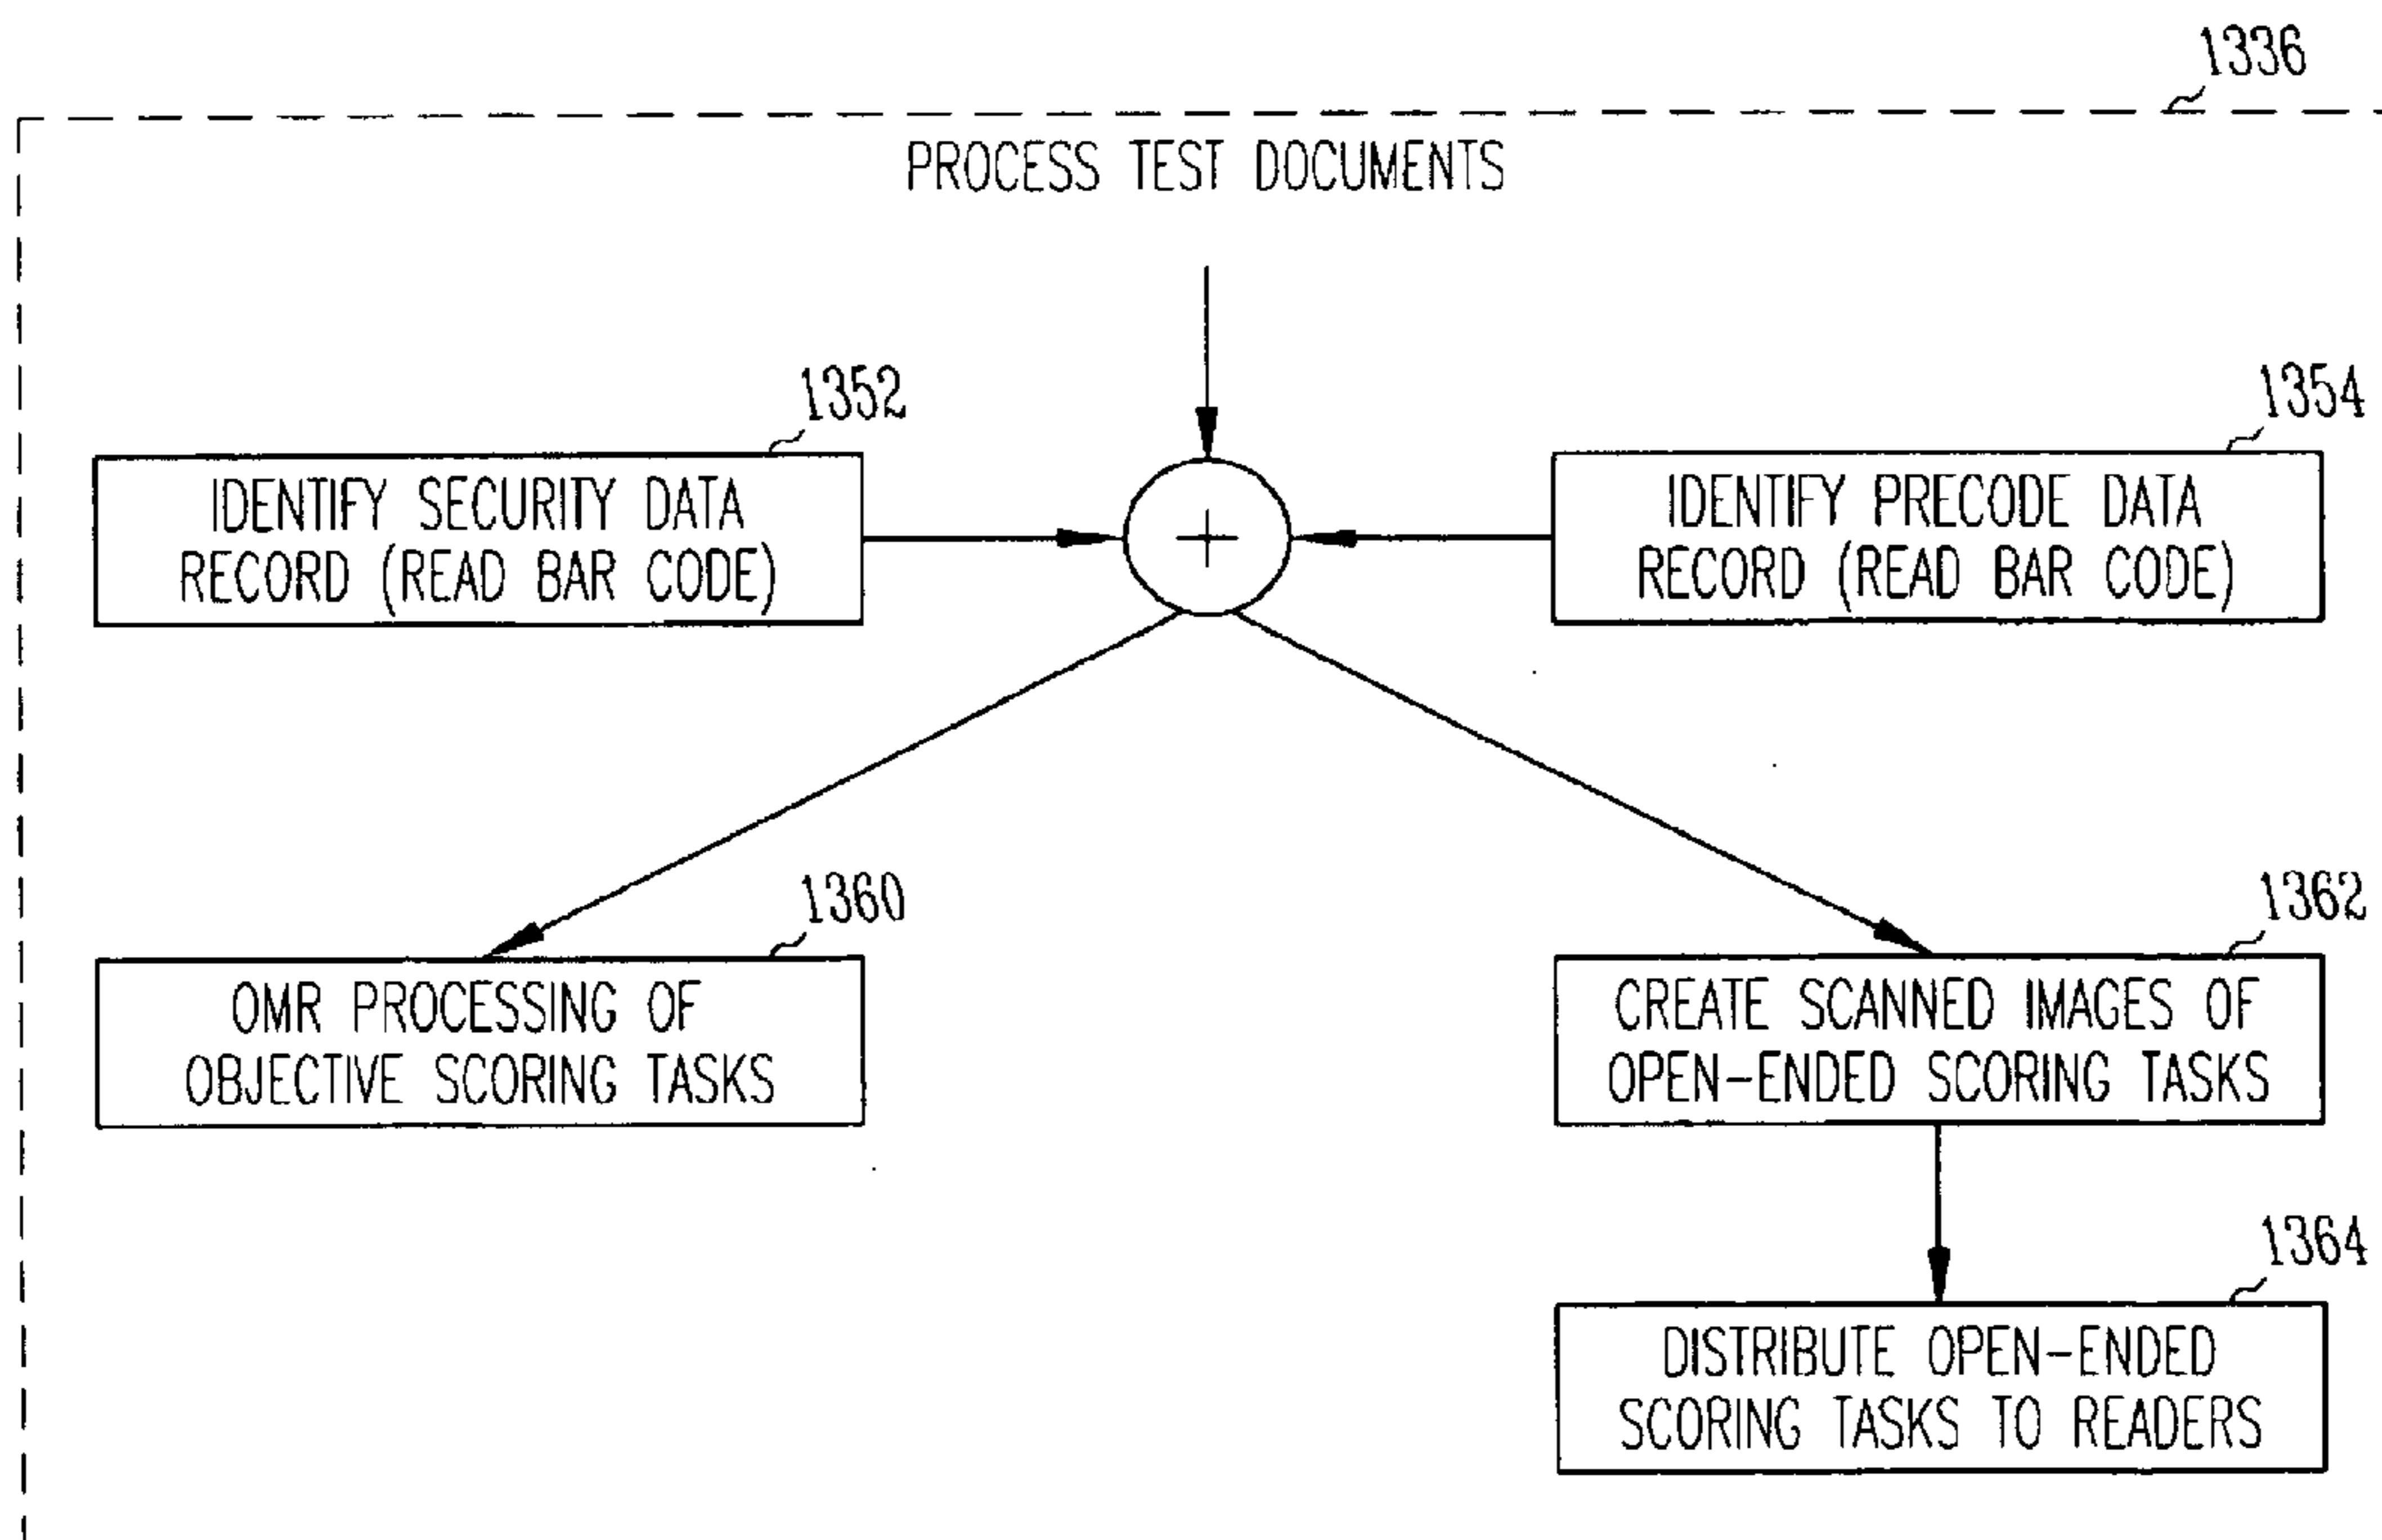 1336
PROCESS TEST DOCUMENTS
1352
1354
IDENTIFY SECURITY DATA
RECORD (READ BAR CODE)
+
IDENTIFY PRECODE DATA
RECORD (READ BAR CODE)
1360
1362
OMR PROCESSING OF
OBJECTIVE SCORING TASKS
CREATE SCANNED IMAGES OF
OPEN-ENDED SCORING TASKS
1364
DISTRIBUTE OPEN-ENDED
SCORING TASKS TO READERS